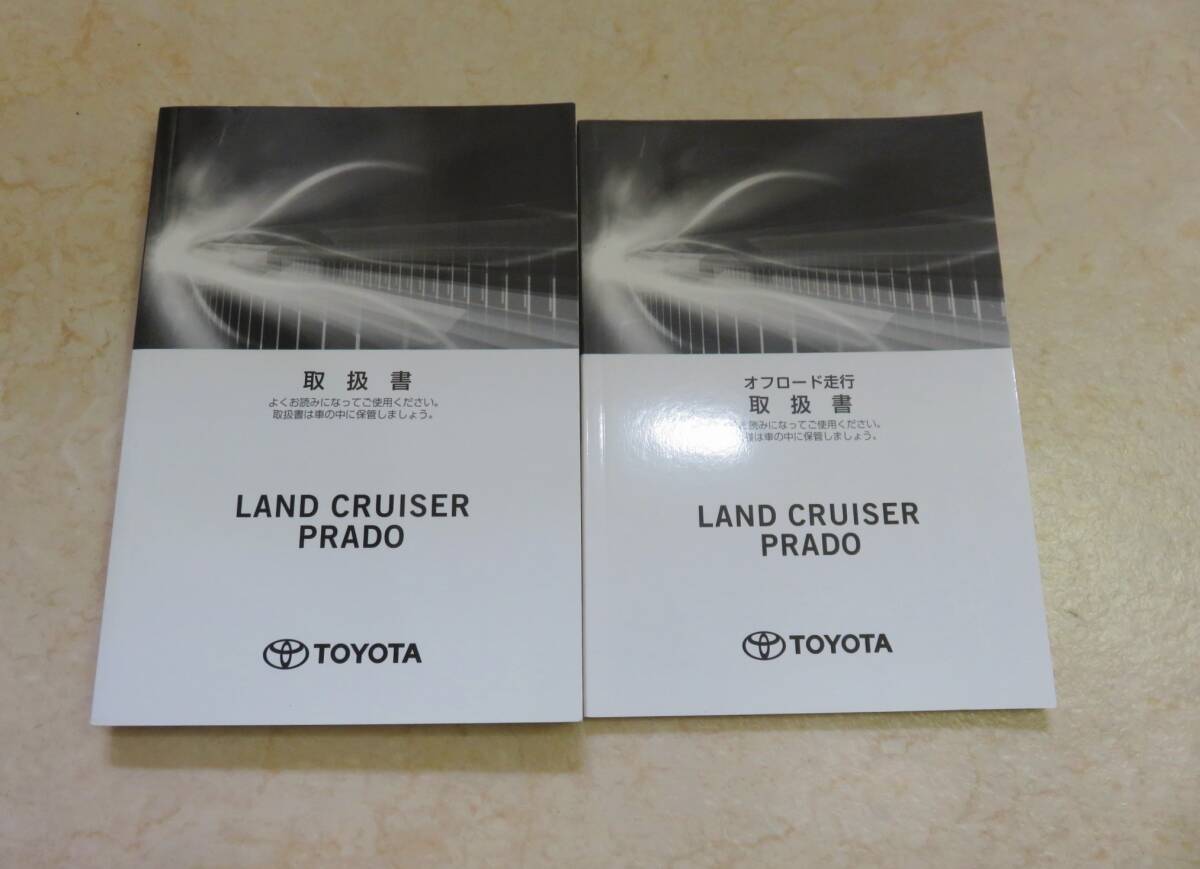 取扱書
よくお読みになってご使用ください。
取扱書は車の中に保管しましょう。
LAND CRUISER
PRADO
TOYOTA
オフロード走行
取扱書
お読みになってご使用ください。
は車の中に保管しましょう。
LAND CRUISER
PRADO
TOYOTA